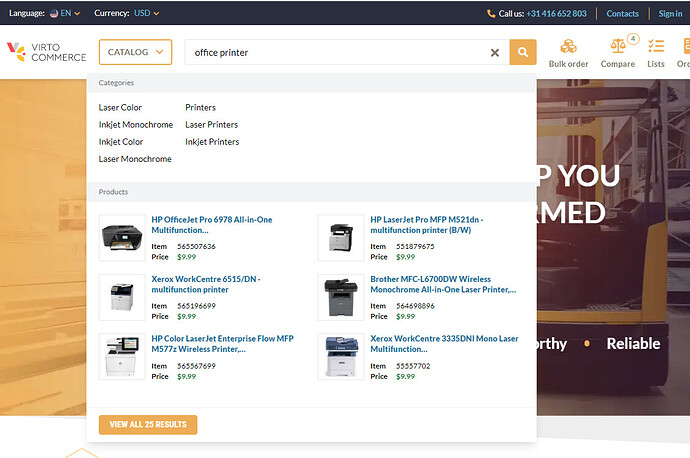 Language: EN Currency: USD Call us: +31 416 652 803 Contacts Sign in
VIRTO COMMERCE
CATALOG
office printer
4
Bulk order Compare Lists
Categories
Laser Color Printers
Inkjet Monochrome Laser Printers
Inkjet Color Inkjet Printers
Laser Monochrome
Products
HP OfficeJet Pro 6978 All-in-One
Multifunction...
Item 565507636
Price $9.99
HP LaserJet Pro MFP M521dn -
multifunction printer (B/W)
Item 551879675
Price $9.99
Xerox WorkCentre 6515/DN -
multifunction printer
Item 565196699
Price $9.99
Brother MFC-L6700DW Wireless
Monochrome All-in-One Laser Printer,...
Item 564698896
Price $9.99
HP Color LaserJet Enterprise Flow MFP
M577z Wireless Printer,...
Item 565567699
Price $9.99
Xerox WorkCentre 3335DNI Mono Laser
Multifunction...
Item 55557702
Price $9.99
VIEW ALL 25 RESULTS
P YOU
RMED
orthy • Reliable